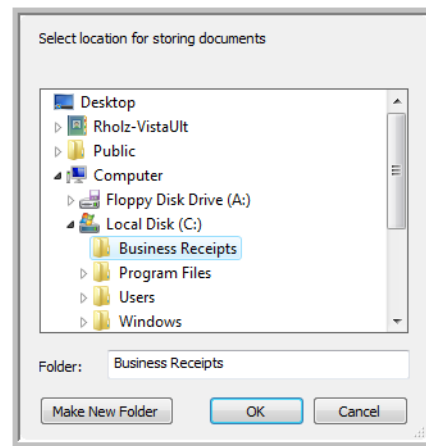 Select location for storing documents
Desktop
Rholz-VistaUlt
Public
Computer
Floppy Disk Drive (A:)
Local Disk (C:)
Business Receipts
Program Files
Users
Windows
Folder: Business Receipts
Make New Folder OK Cancel